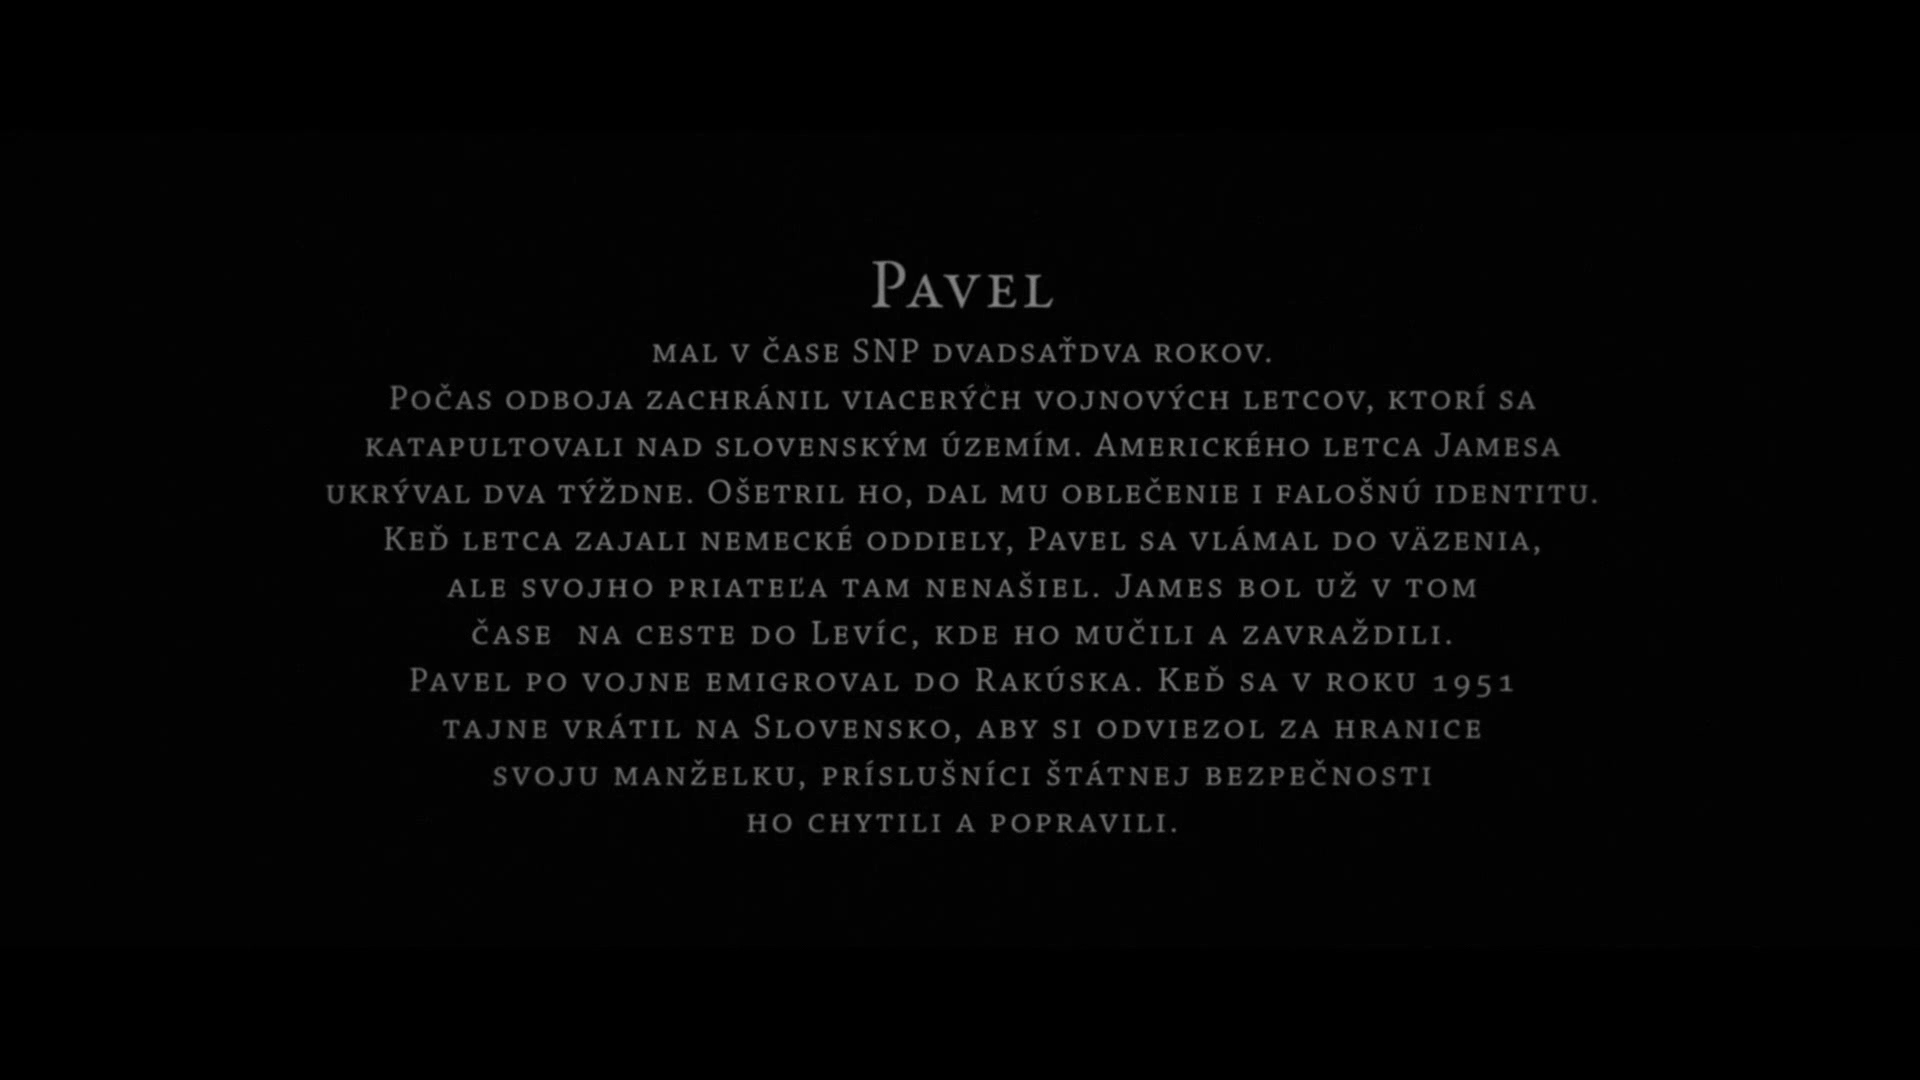 Pavel
mal v čase SNP dvadsaťdva rokov.
Počas odboja zachránil viacerých vojnových letcov, ktorí sa
katapultovali nad slovenským územím. Amerického letca Jamesa
ukrýval dva týždne. Ošetril ho, dal mu oblečenie i falošnú identitu.
Keď letca zajali nemecké oddiely, Pavel sa vlámal do väzenia,
ale svojho priateľa tam nenašiel. James bol už v tom
čase na ceste do Levíc, kde ho mučili a zavraždili.
Pavel po vojne emigroval do Rakúska. Keď sa v roku 1951
tajne vrátil na Slovensko, aby si odviezol za hranice
svoju manželku, príslušníci štátnej bezpečnosti
ho chytili a popravili.